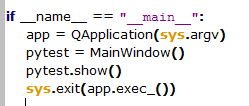 if __name__ == "__main__":
    app = QApplication(sys.argv)
    pytest = MainWindow()
    pytest.show()
    sys.exit(app.exec_())